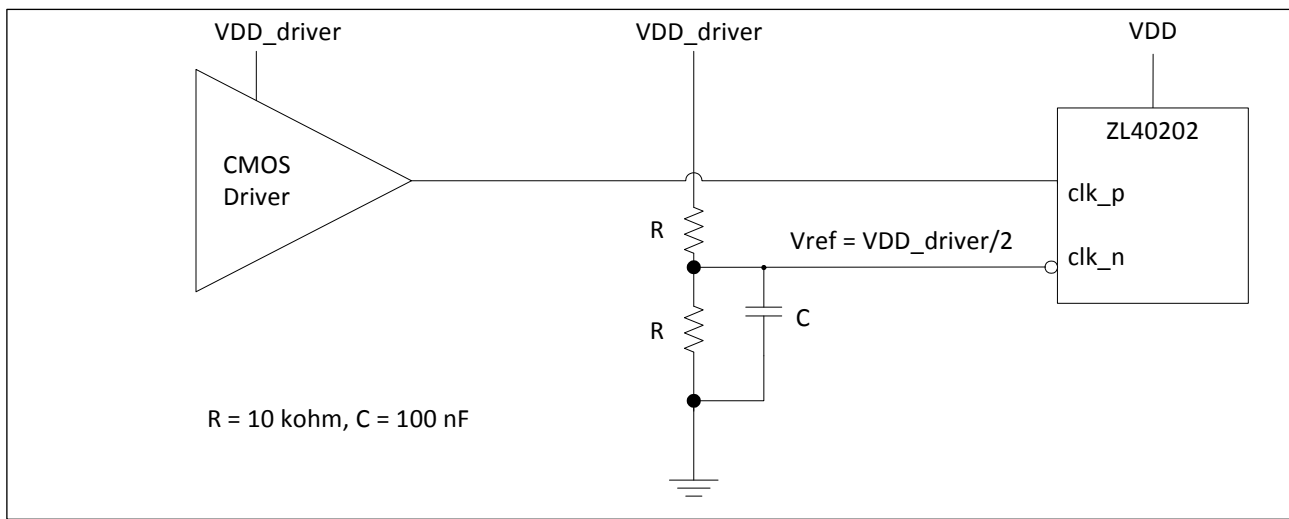 VDD_driver
VDD_driver
VDD
ZL40202
CMOS
Driver
clk_p
R
Vref = VDD_driver/2
clk_n
R
C
R = 10 kohm, C = 100 nF